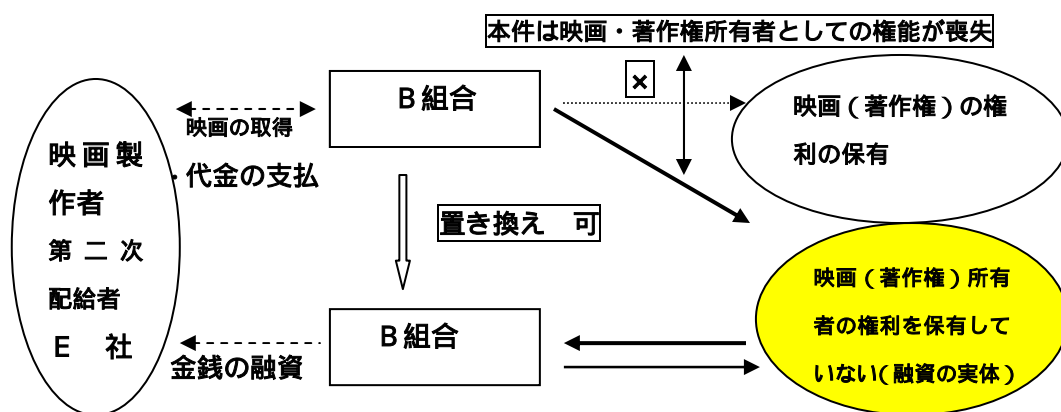 本件は映画・著作権所有者としての権能が喪失
×
B組合
映画の取得
・代金の支払
映画製
作者
第二次
配給者
E 社
映画(著作権)の権
利の保有
置き換え 可
B組合
金銭の融資
映画(著作権)所有
者の権利を保有して
いない(融資の実体)